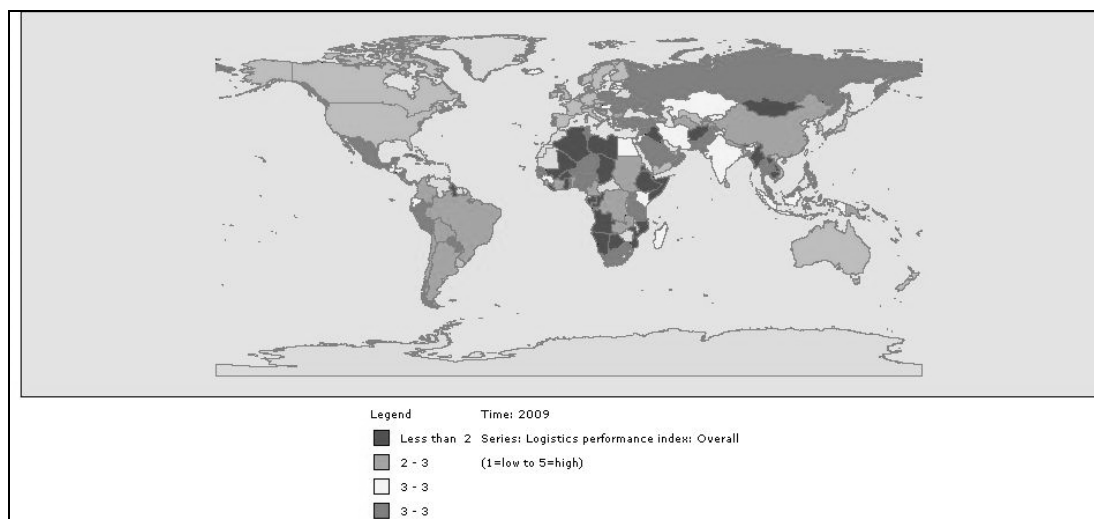 Legend Time: 2009
Less than 2 Series: Logistics performance index: Overall
2 - 3 (1=low to 5=high)
3 - 3
3 - 3